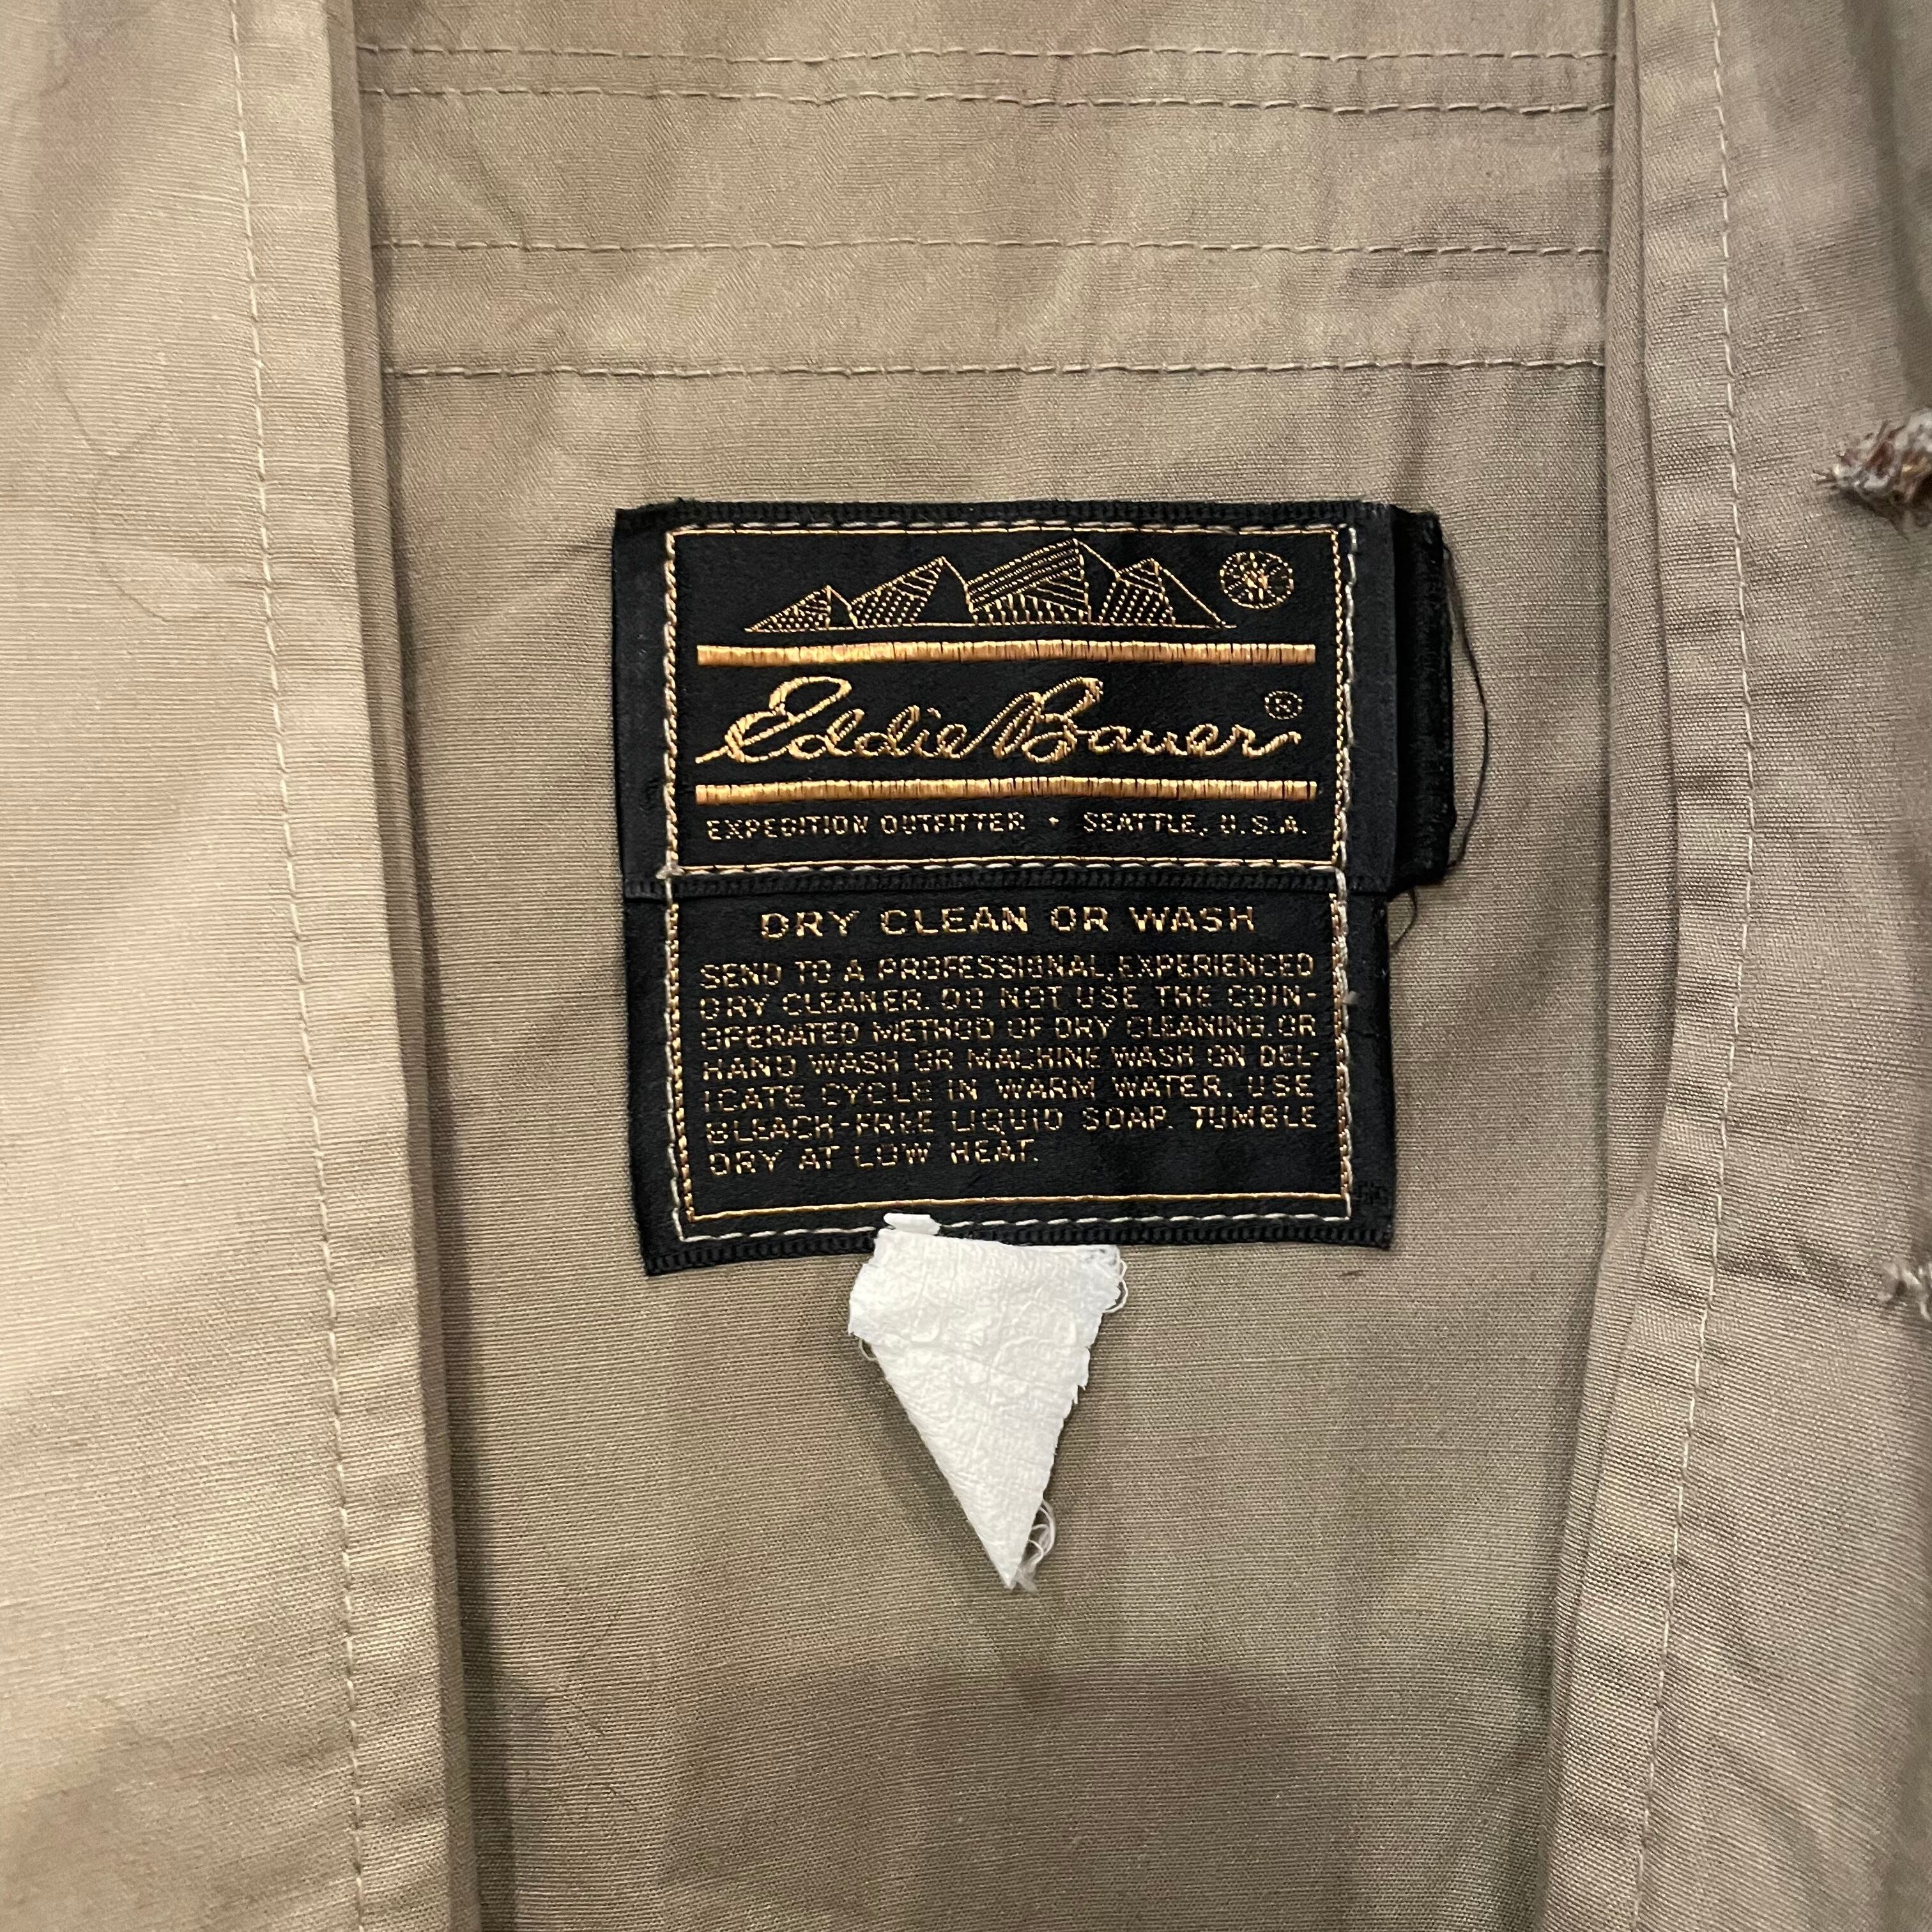 Eddie Bauer®
EXPEDITION OUTFITTER • SEATTLE, U.S.A.
DRY CLEAN OR WASH
SEND TO A PROFESSIONAL, EXPERIENCED
DRY CLEANER. DO NOT USE THE COIN-
OPERATED METHOD OF DRY CLEANING. OR
HAND WASH OR MACHINE WASH ON DEL-
ICATE CYCLE IN WARM WATER. USE
BLEACH-FREE LIQUID SOAP. TUMBLE
DRY AT LOW HEAT.